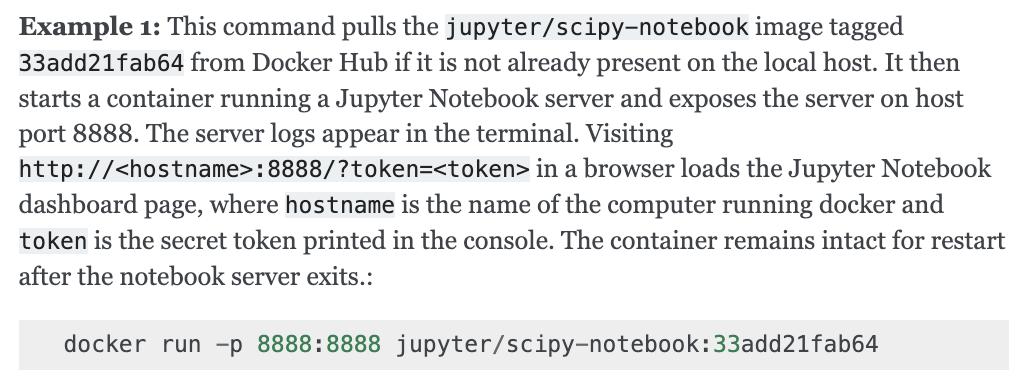 Example 1: This command pulls the jupyter/scipy-notebook image tagged
33add21fab64 from Docker Hub if it is not already present on the local host. It then
starts a container running a Jupyter Notebook server and exposes the server on host
port 8888. The server logs appear in the terminal. Visiting
http://<hostname>:8888/?token=<token> in a browser loads the Jupyter Notebook
dashboard page, where hostname is the name of the computer running docker and
token is the secret token printed in the console. The container remains intact for restart
after the notebook server exits.:
docker run -p 8888:8888 jupyter/scipy-notebook:33add21fab64